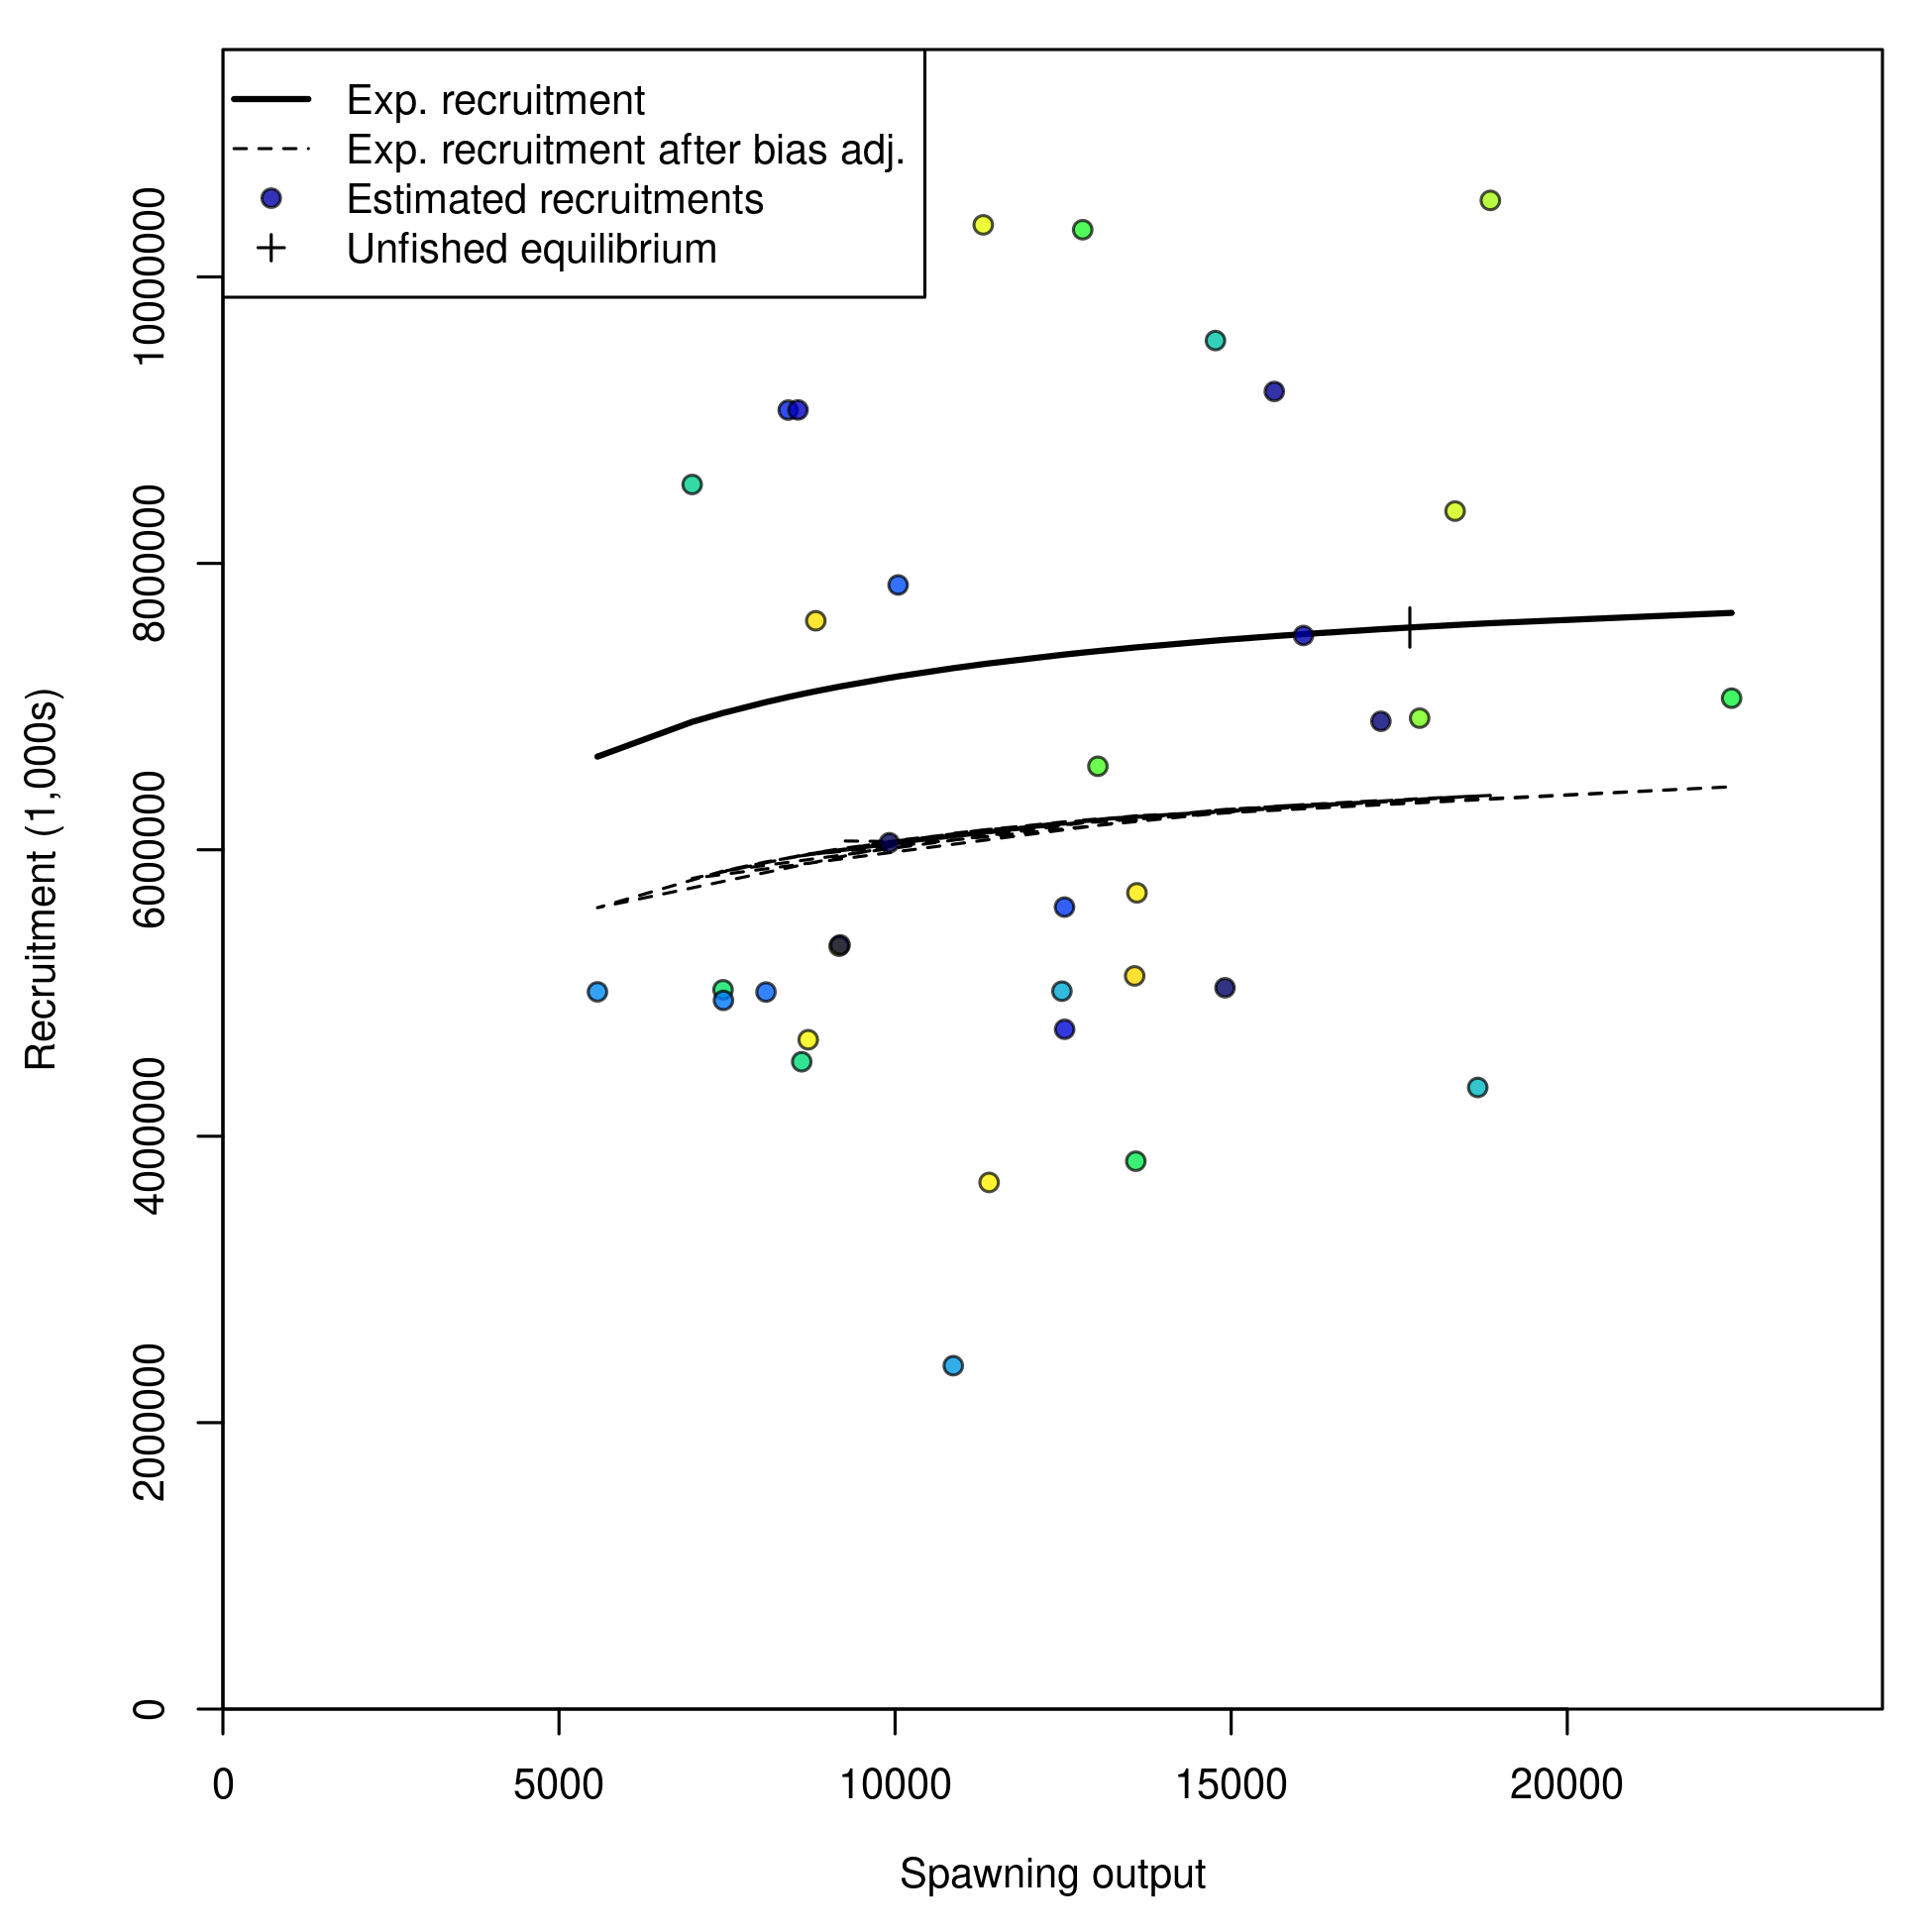 Exp. recruitment
Exp. recruitment after bias adj.
Estimated recruitments
Unfished equilibrium
Recruitment (1,000s)
10000000
8000000
6000000
4000000
2000000
0
0
5000
10000
15000
20000
Spawning output